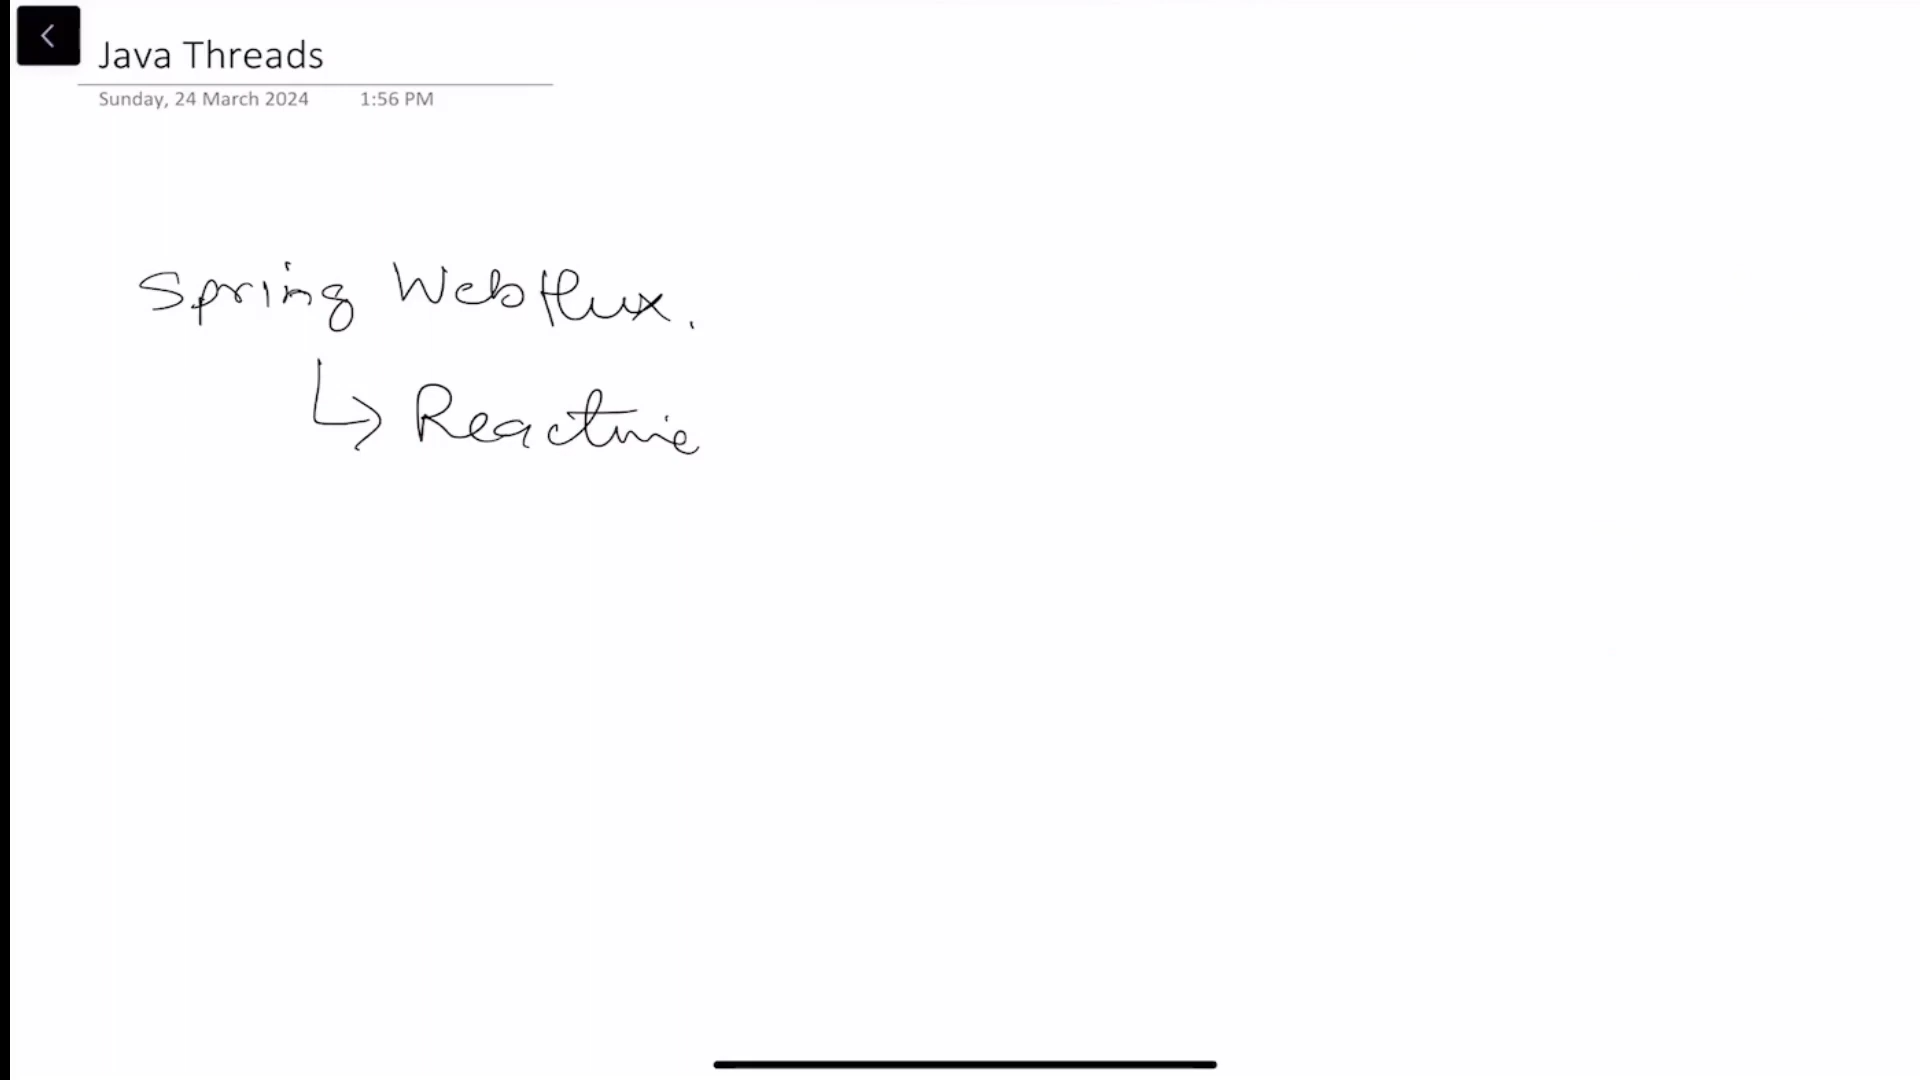 Java Threads
Sunday, 24 March 2024 1:56 PM
Spring Webflux.
Reactive